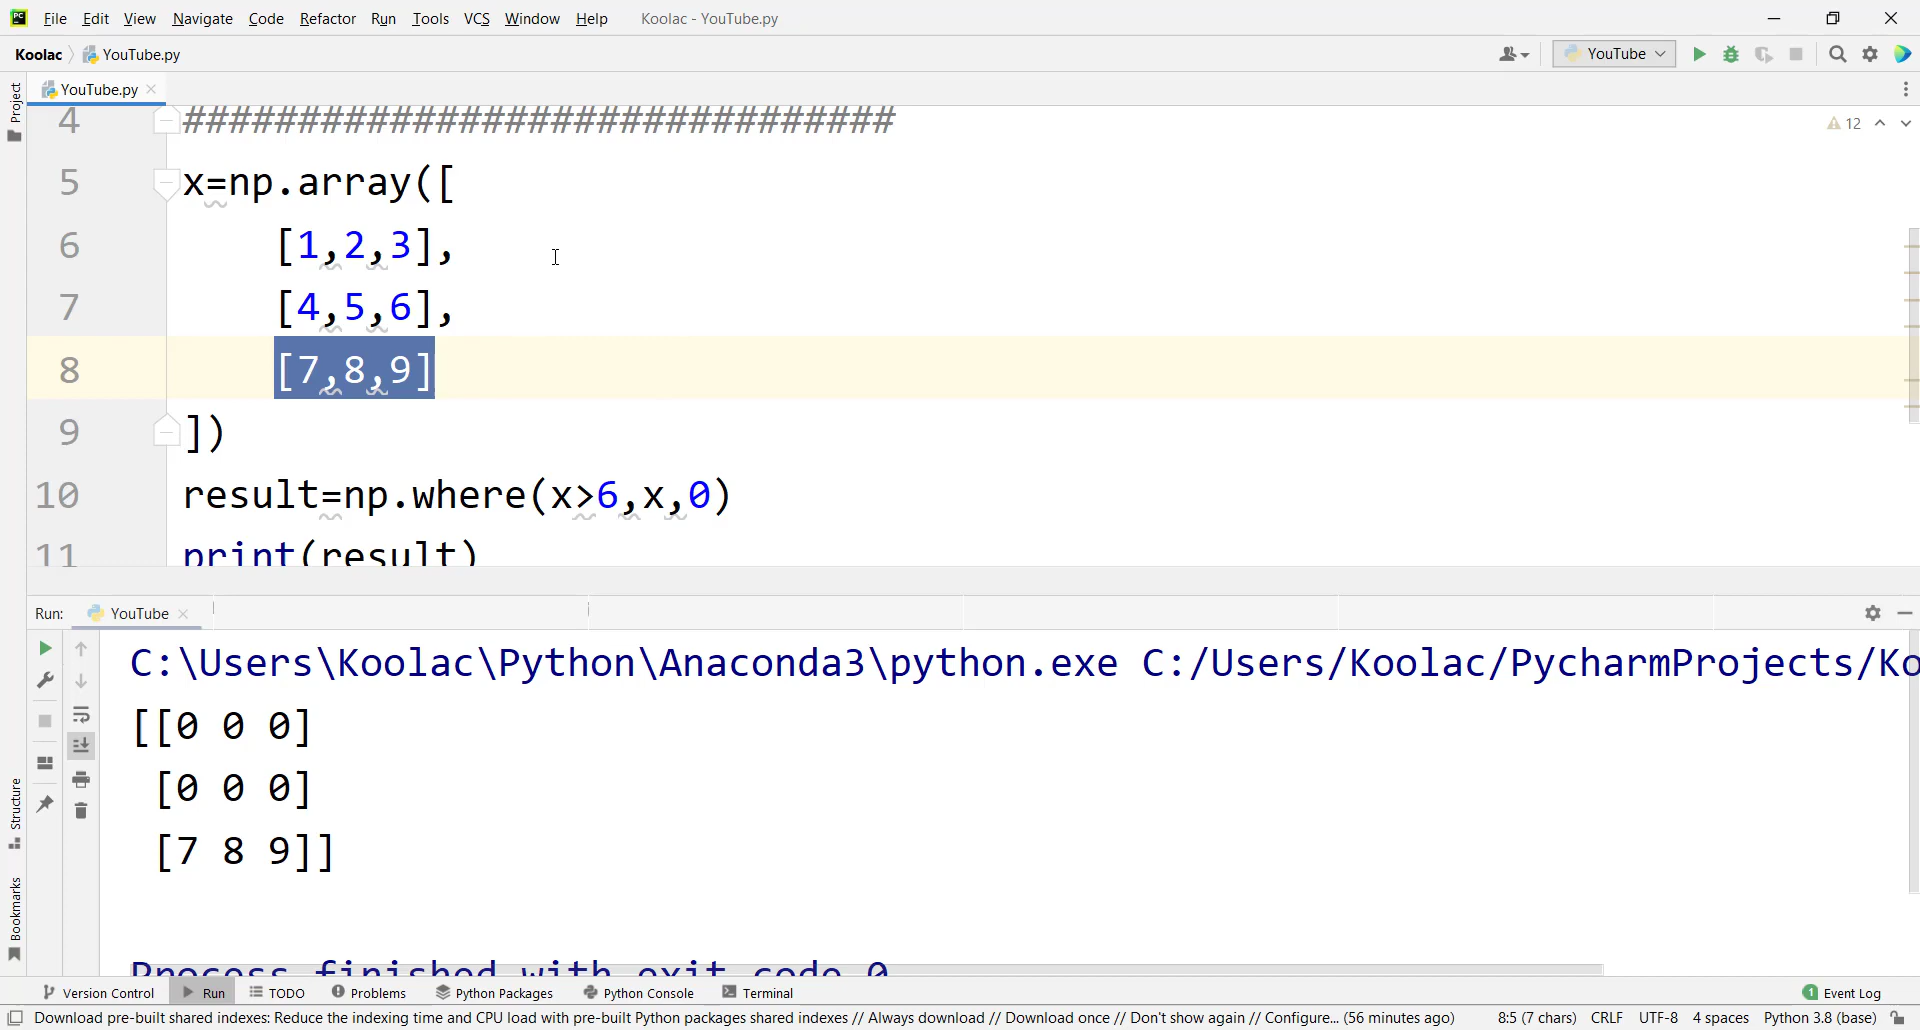 PC File Edit View Navigate Code Refactor Run Tools VCS Window Help Koolac - YouTube.py
Koolac YouTube.py YouTube
YouTube.py
Project
4 ###############################
12
5 x=np.array([
6 [1,2,3],
7 [4,5,6],
8 [7,8,9]
9 ])
10 result=np.where(x>6,x,0)
11 print(result)
Run: YouTube
C:\Users\Koolac\Python\Anaconda3\python.exe C:/Users/Koolac/PycharmProjects/Ko
[[0 0 0]
[0 0 0]
[7 8 9]]
Process finished with exit code 0
Structure
Bookmarks
Version Control Run TODO Problems Python Packages Python Console Terminal 1 Event Log
Download pre-built shared indexes: Reduce the indexing time and CPU load with pre-built Python packages shared indexes // Always download // Download once // Don't show again // Configure... (56 minutes ago) 8:5 (7 chars) CRLF UTF-8 4 spaces Python 3.8 (base)